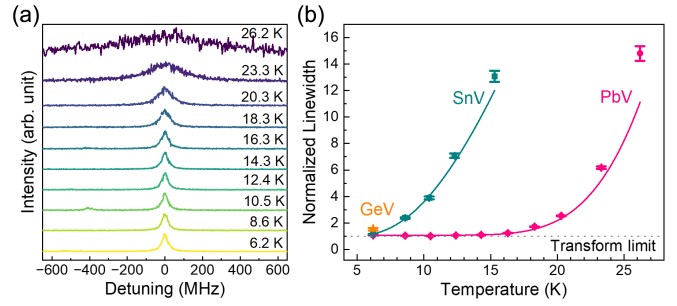 (a)
Intensity (arb. unit)
26.2 K
23.3 K
20.3 K
18.3 K
16.3 K
14.3 K
12.4 K
10.5 K
8.6 K
6.2 K
−600 −400 −200 0 200 400 600
Detuning (MHz)
(b)
Normalized Linewidth
16
14
12
10
8
6
4
2
0
SnV
PbV
GeV
Transform limit
5 10 15 20 25
Temperature (K)